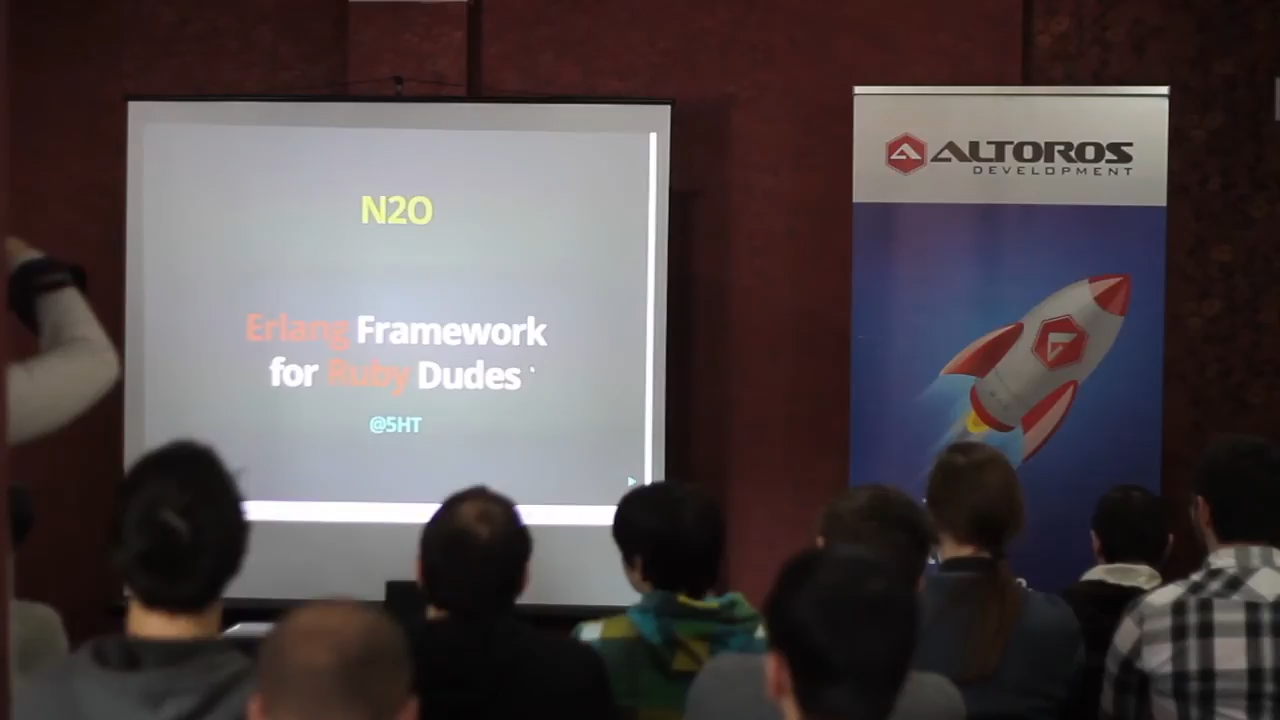 N2O
Erlang Framework
for Ruby Dudes
@5HT
ALTOROS
DEVELOPMENT